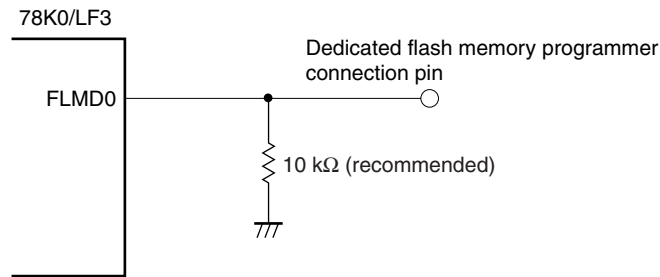 78K0/LF3
Dedicated flash memory programmer
connection pin
FLMD0
10 kΩ (recommended)